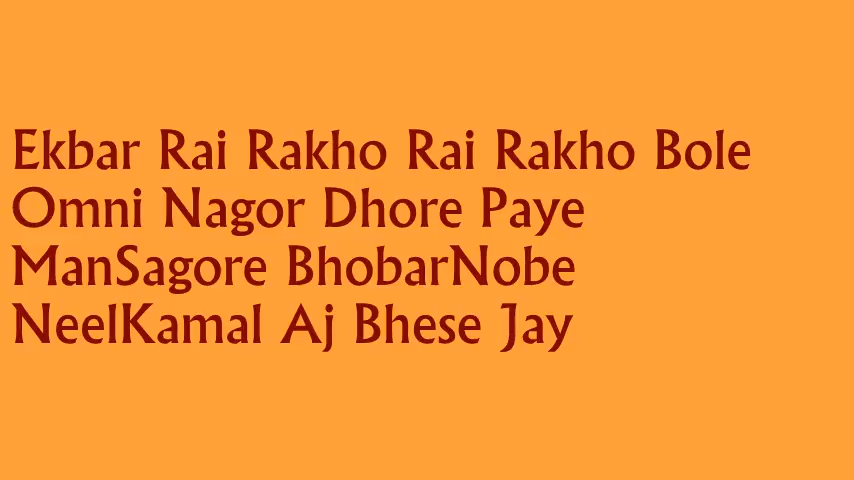 Ekbar Rai Rakho Rai Rakho Bole
Omni Nagor Dhore Paye
ManSagore BhobarNobe
NeelKamal Aj Bhese Jay